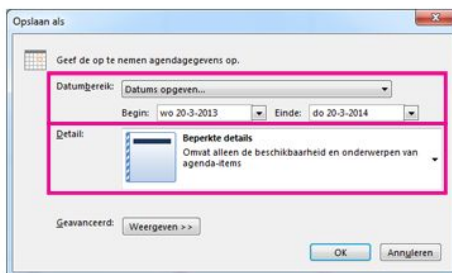 Opslaan als
Geef de op te nemen agendagegevens op.
Datumbereik: Datums opgeven...
Begin: wo 20-3-2013 Einde: do 20-3-2014
Detail: Beperkte details
Omvat alleen de beschikbaarheid en onderwerpen van
agenda-items
Geavanceerd: Weergeven >>
OK Annuleren